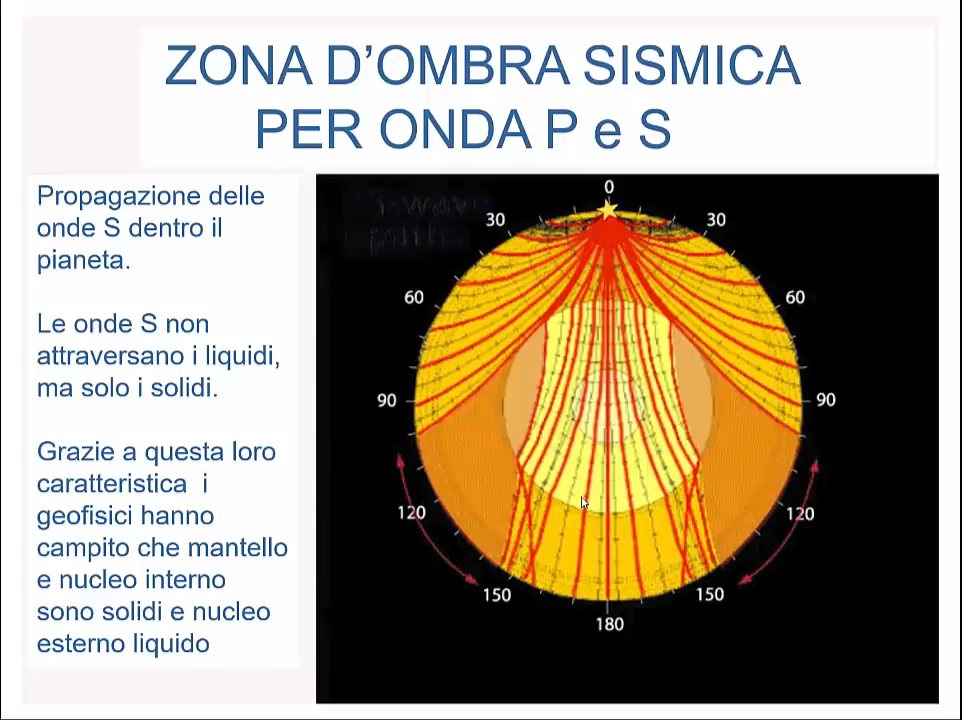 ZONA D'OMBRA SISMICA
PER ONDA P e S
Propagazione delle
onde S dentro il
pianeta.
Le onde S non
attraversano i liquidi,
ma solo i solidi.
Grazie a questa loro
caratteristica i
geofisici hanno
campito che mantello
e nucleo interno
sono solidi e nucleo
esterno liquido
0
30
30
60
60
90
90
120
120
150
150
180